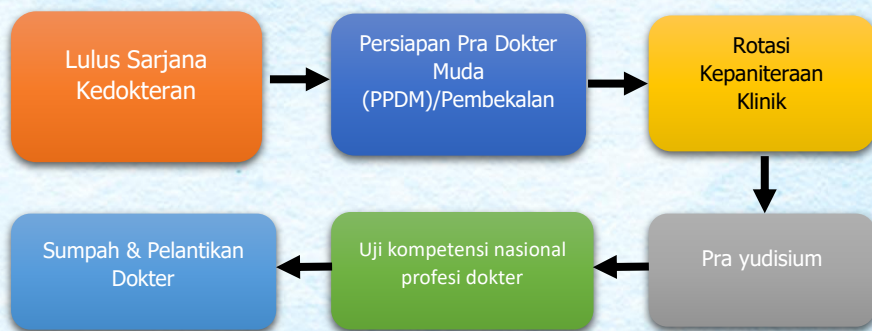 Lulus Sarjana
Kedokteran
Persiapan Pra Dokter
Muda
(PPDM)/Pembekalan
Rotasi
Kepaniteraan
Klinik
Pra yudisium
Uji kompetensi nasional
profesi dokter
Sumpah & Pelantikan
Dokter